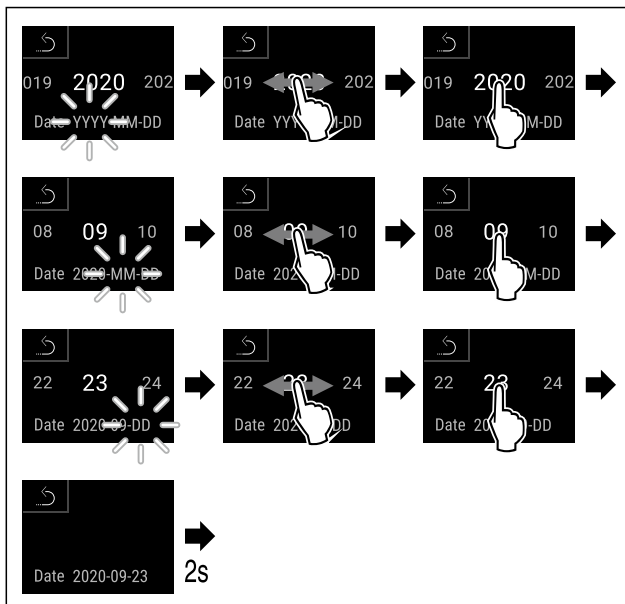 019 2020 202
Date YYYY-MM-DD
019 202
Date YYY -DD
019 2020 202
Date YY M-DD
08 09 10
Date 2020-MM-DD
08 10
Date 202 -DD
08 09 10
Date 20 -DD
22 23 24
Date 2020-09-DD
22 24
Date 202 DD
22 23 24
Date 20 -DD
Date 2020-09-23
2s